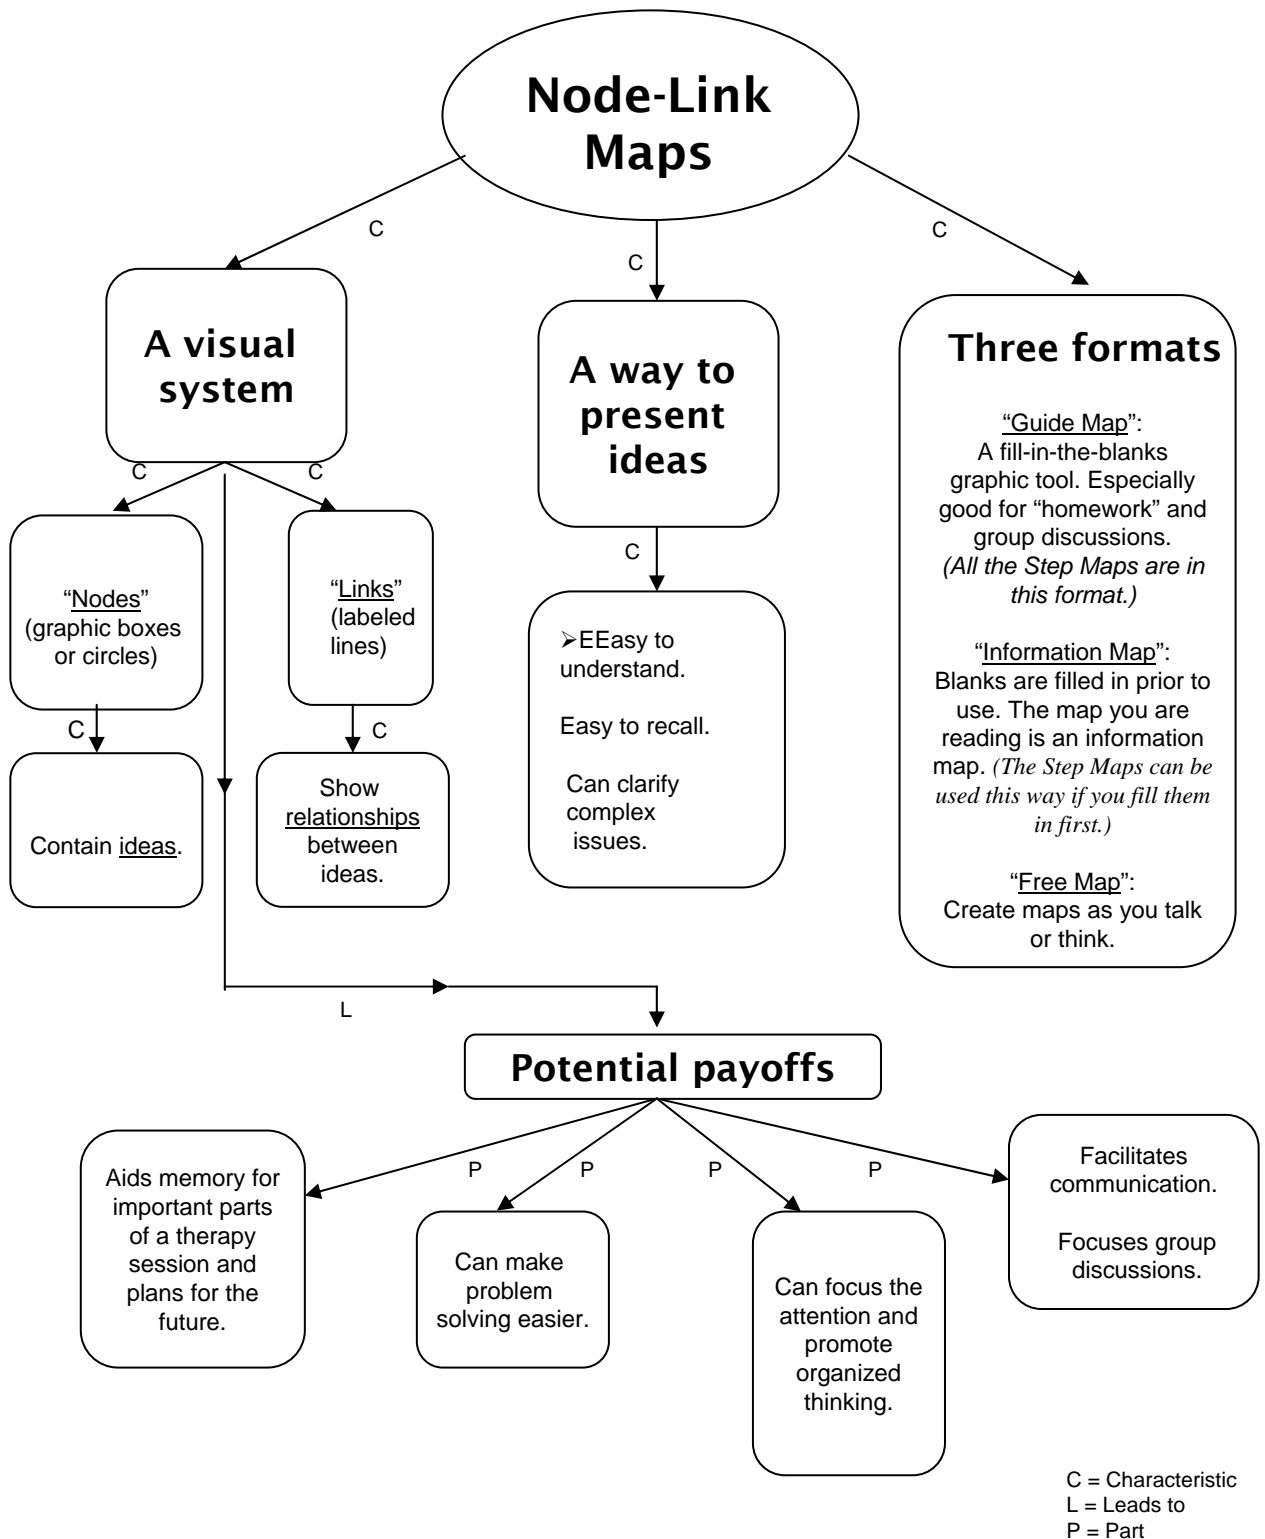 Node-Link
Maps
C
C
C
A visual
system
A way to
present
ideas
Three formats
“Guide Map”:
A fill-in-the-blanks
graphic tool. Especially
good for “homework” and
group discussions.
(All the Step Maps are in
this format.)
“Information Map”:
Blanks are filled in prior to
use. The map you are
reading is an information
map. (The Step Maps can be
used this way if you fill them
in first.)
“Free Map”:
Create maps as you talk
or think.
C
C
“Nodes”
(graphic boxes
or circles)
“Links”
(labeled
lines)
C
C
C
Contain ideas.
Show
relationships
between
ideas.
➢EEasy to
understand.
Easy to recall.
Can clarify
complex
issues.
L
Potential payoffs
P
P
P
P
Aids memory for
important parts
of a therapy
session and
plans for the
future.
Can make
problem
solving easier.
Can focus the
attention and
promote
organized
thinking.
Facilitates
communication.
Focuses group
discussions.
C = Characteristic
L = Leads to
P = Part